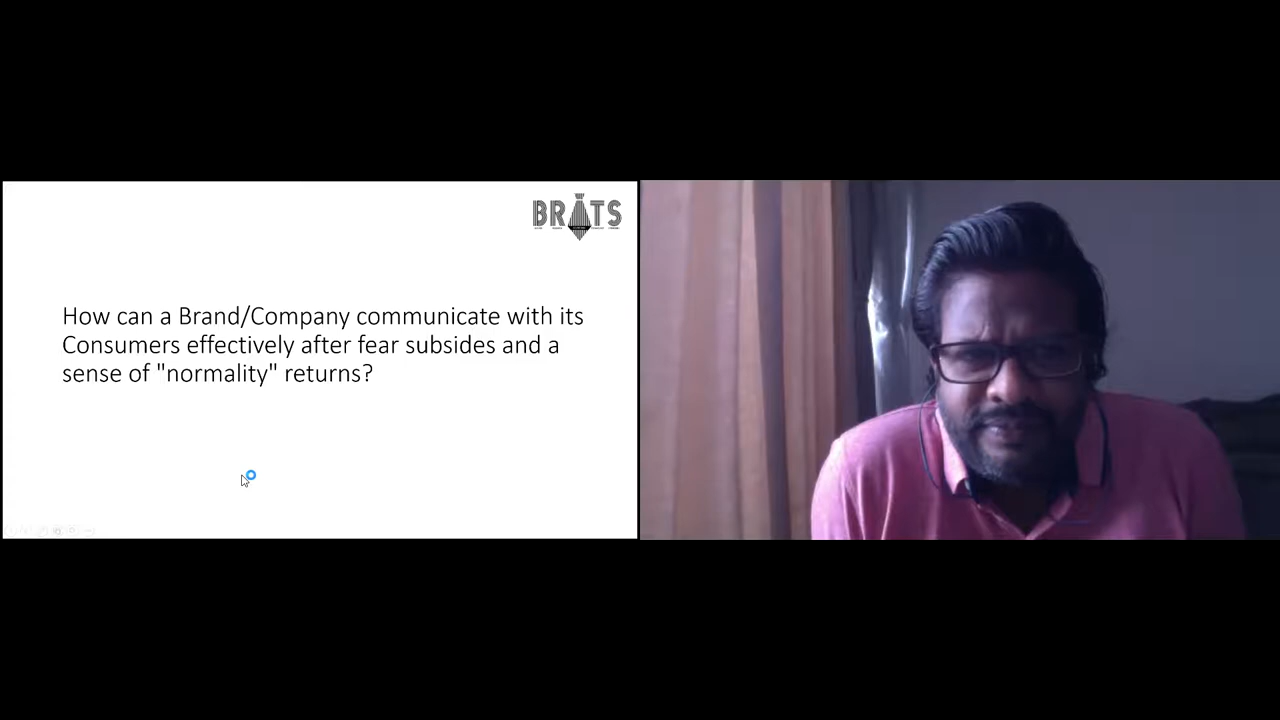 BRATS
How can a Brand/Company communicate with its
Consumers effectively after fear subsides and a
sense of "normality" returns?